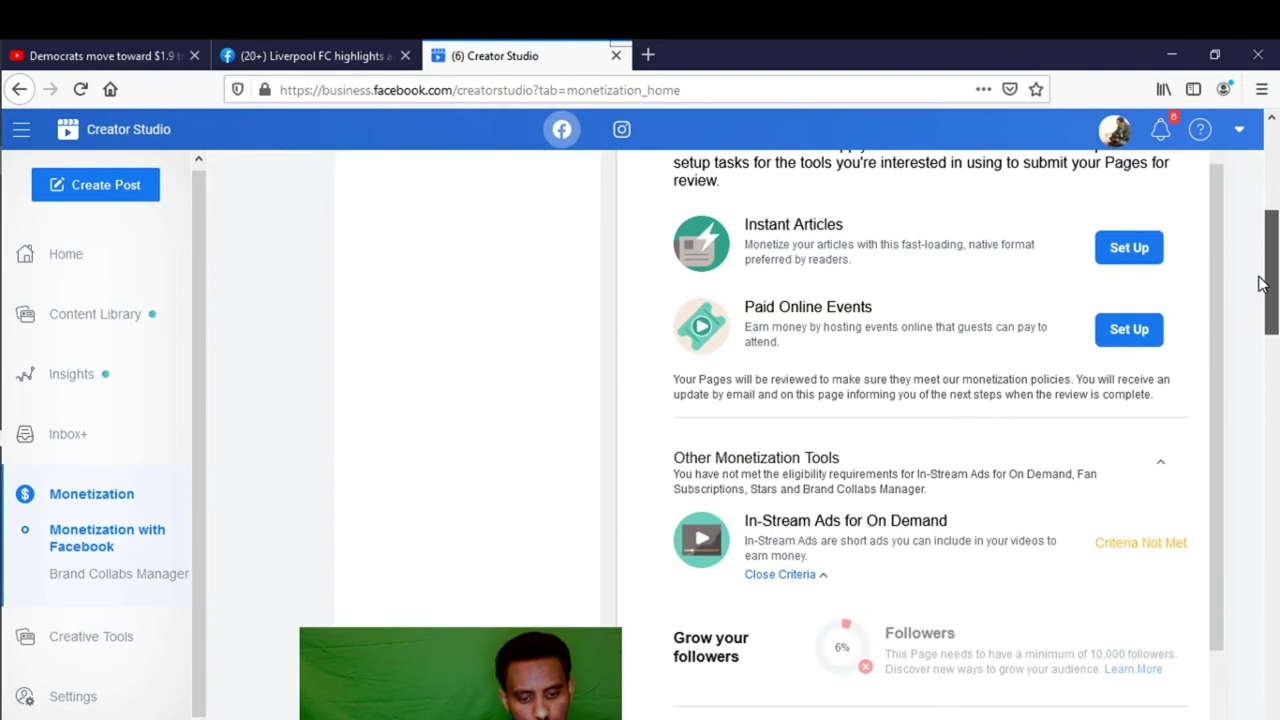 Democrats move toward $1.9 t
(20+) Liverpool FC highlights a
(6) Creator Studio
https://business.facebook.com/creatorstudio?tab=monetization_home
Creator Studio
6
Create Post
Home
Content Library
Insights
Inbox+
Monetization
Monetization with
Facebook
Brand Collabs Manager
Creative Tools
Settings
setup tasks for the tools you're interested in using to submit your Pages for
review.
Instant Articles
Monetize your articles with this fast-loading, native format
preferred by readers.
Set Up
Paid Online Events
Earn money by hosting events online that guests can pay to
attend.
Set Up
Your Pages will be reviewed to make sure they meet our monetization policies. You will receive an
update by email and on this page informing you of the next steps when the review is complete.
Other Monetization Tools
You have not met the eligibility requirements for In-Stream Ads for On Demand, Fan
Subscriptions, Stars and Brand Collabs Manager.
In-Stream Ads for On Demand
In-Stream Ads are short ads you can include in your videos to
earn money.
Criteria Not Met
Close Criteria
Grow your
followers
6%
Followers
This Page needs to have a minimum of 10,000 followers.
Discover new ways to grow your audience. Learn More